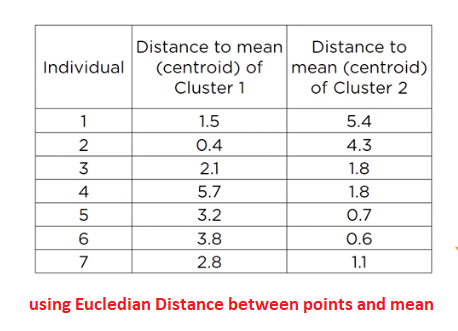 Individual Distance to mean (centroid) of Cluster 1 Distance to mean (centroid) of Cluster 2
1 1.5 5.4
2 0.4 4.3
3 2.1 1.8
4 5.7 1.8
5 3.2 0.7
6 3.8 0.6
7 2.8 1.1
using Eucledian Distance between points and mean